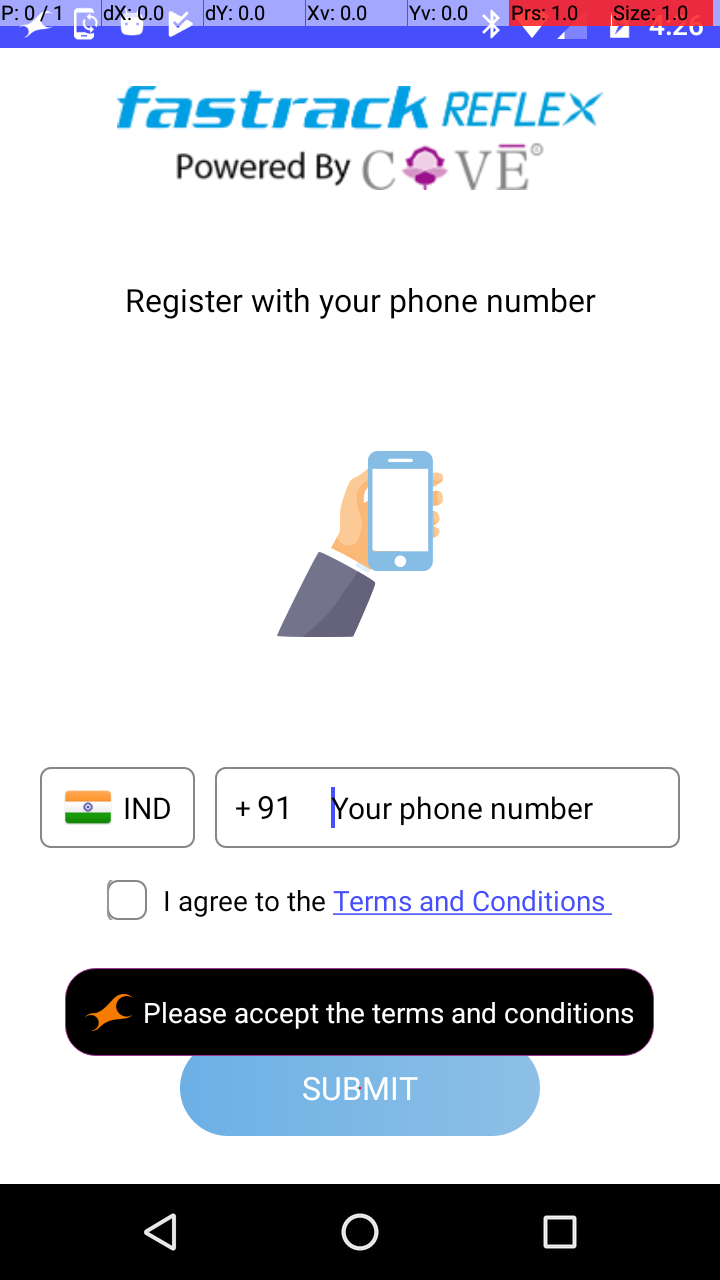 P: 0 / 1 dX: 0.0 dY: 0.0 Xv: 0.0 Yv: 0.0 Prs: 1.0 Size: 1.0
4:26
fastrack REFLEX
Powered By COVE®
Register with your phone number
IND + 91 Your phone number
I agree to the Terms and Conditions
Please accept the terms and conditions
SUBMIT